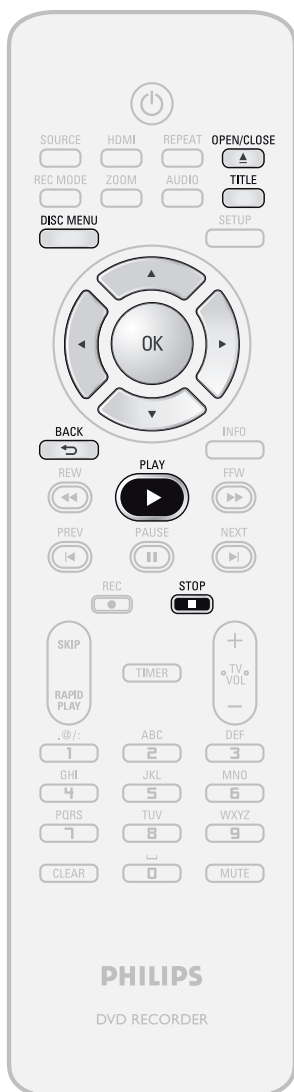 SOURCE HDMI REPEAT OPEN/CLOSE
REC MODE ZOOM AUDIO TITLE
DISC MENU SETUP
OK
BACK INFO
REW PLAY FFW
PREV PAUSE NEXT
REC STOP
SKIP
RAPID
PLAY
TIMER
+
TV
VOL
–
.@/: ABC DEF
1 2 3
GHI JKL MNO
4 5 6
PQRS TUV WXYZ
7 8 9
CLEAR 0 MUTE
PHILIPS
DVD RECORDER